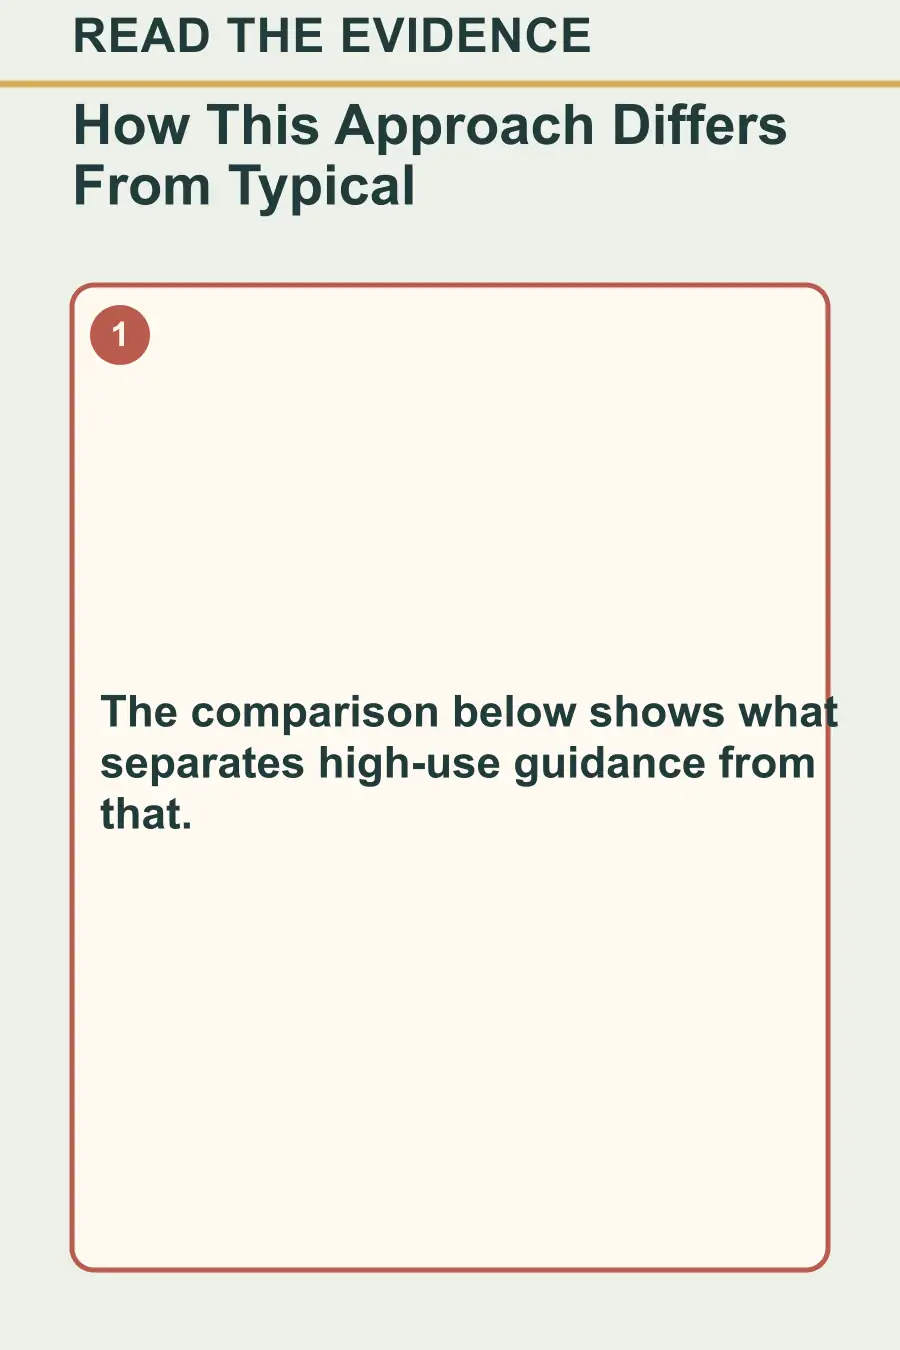 READ THE EVIDENCE
How This Approach Differs
From Typical
1
The comparison below shows what
separates high-use guidance from
that.